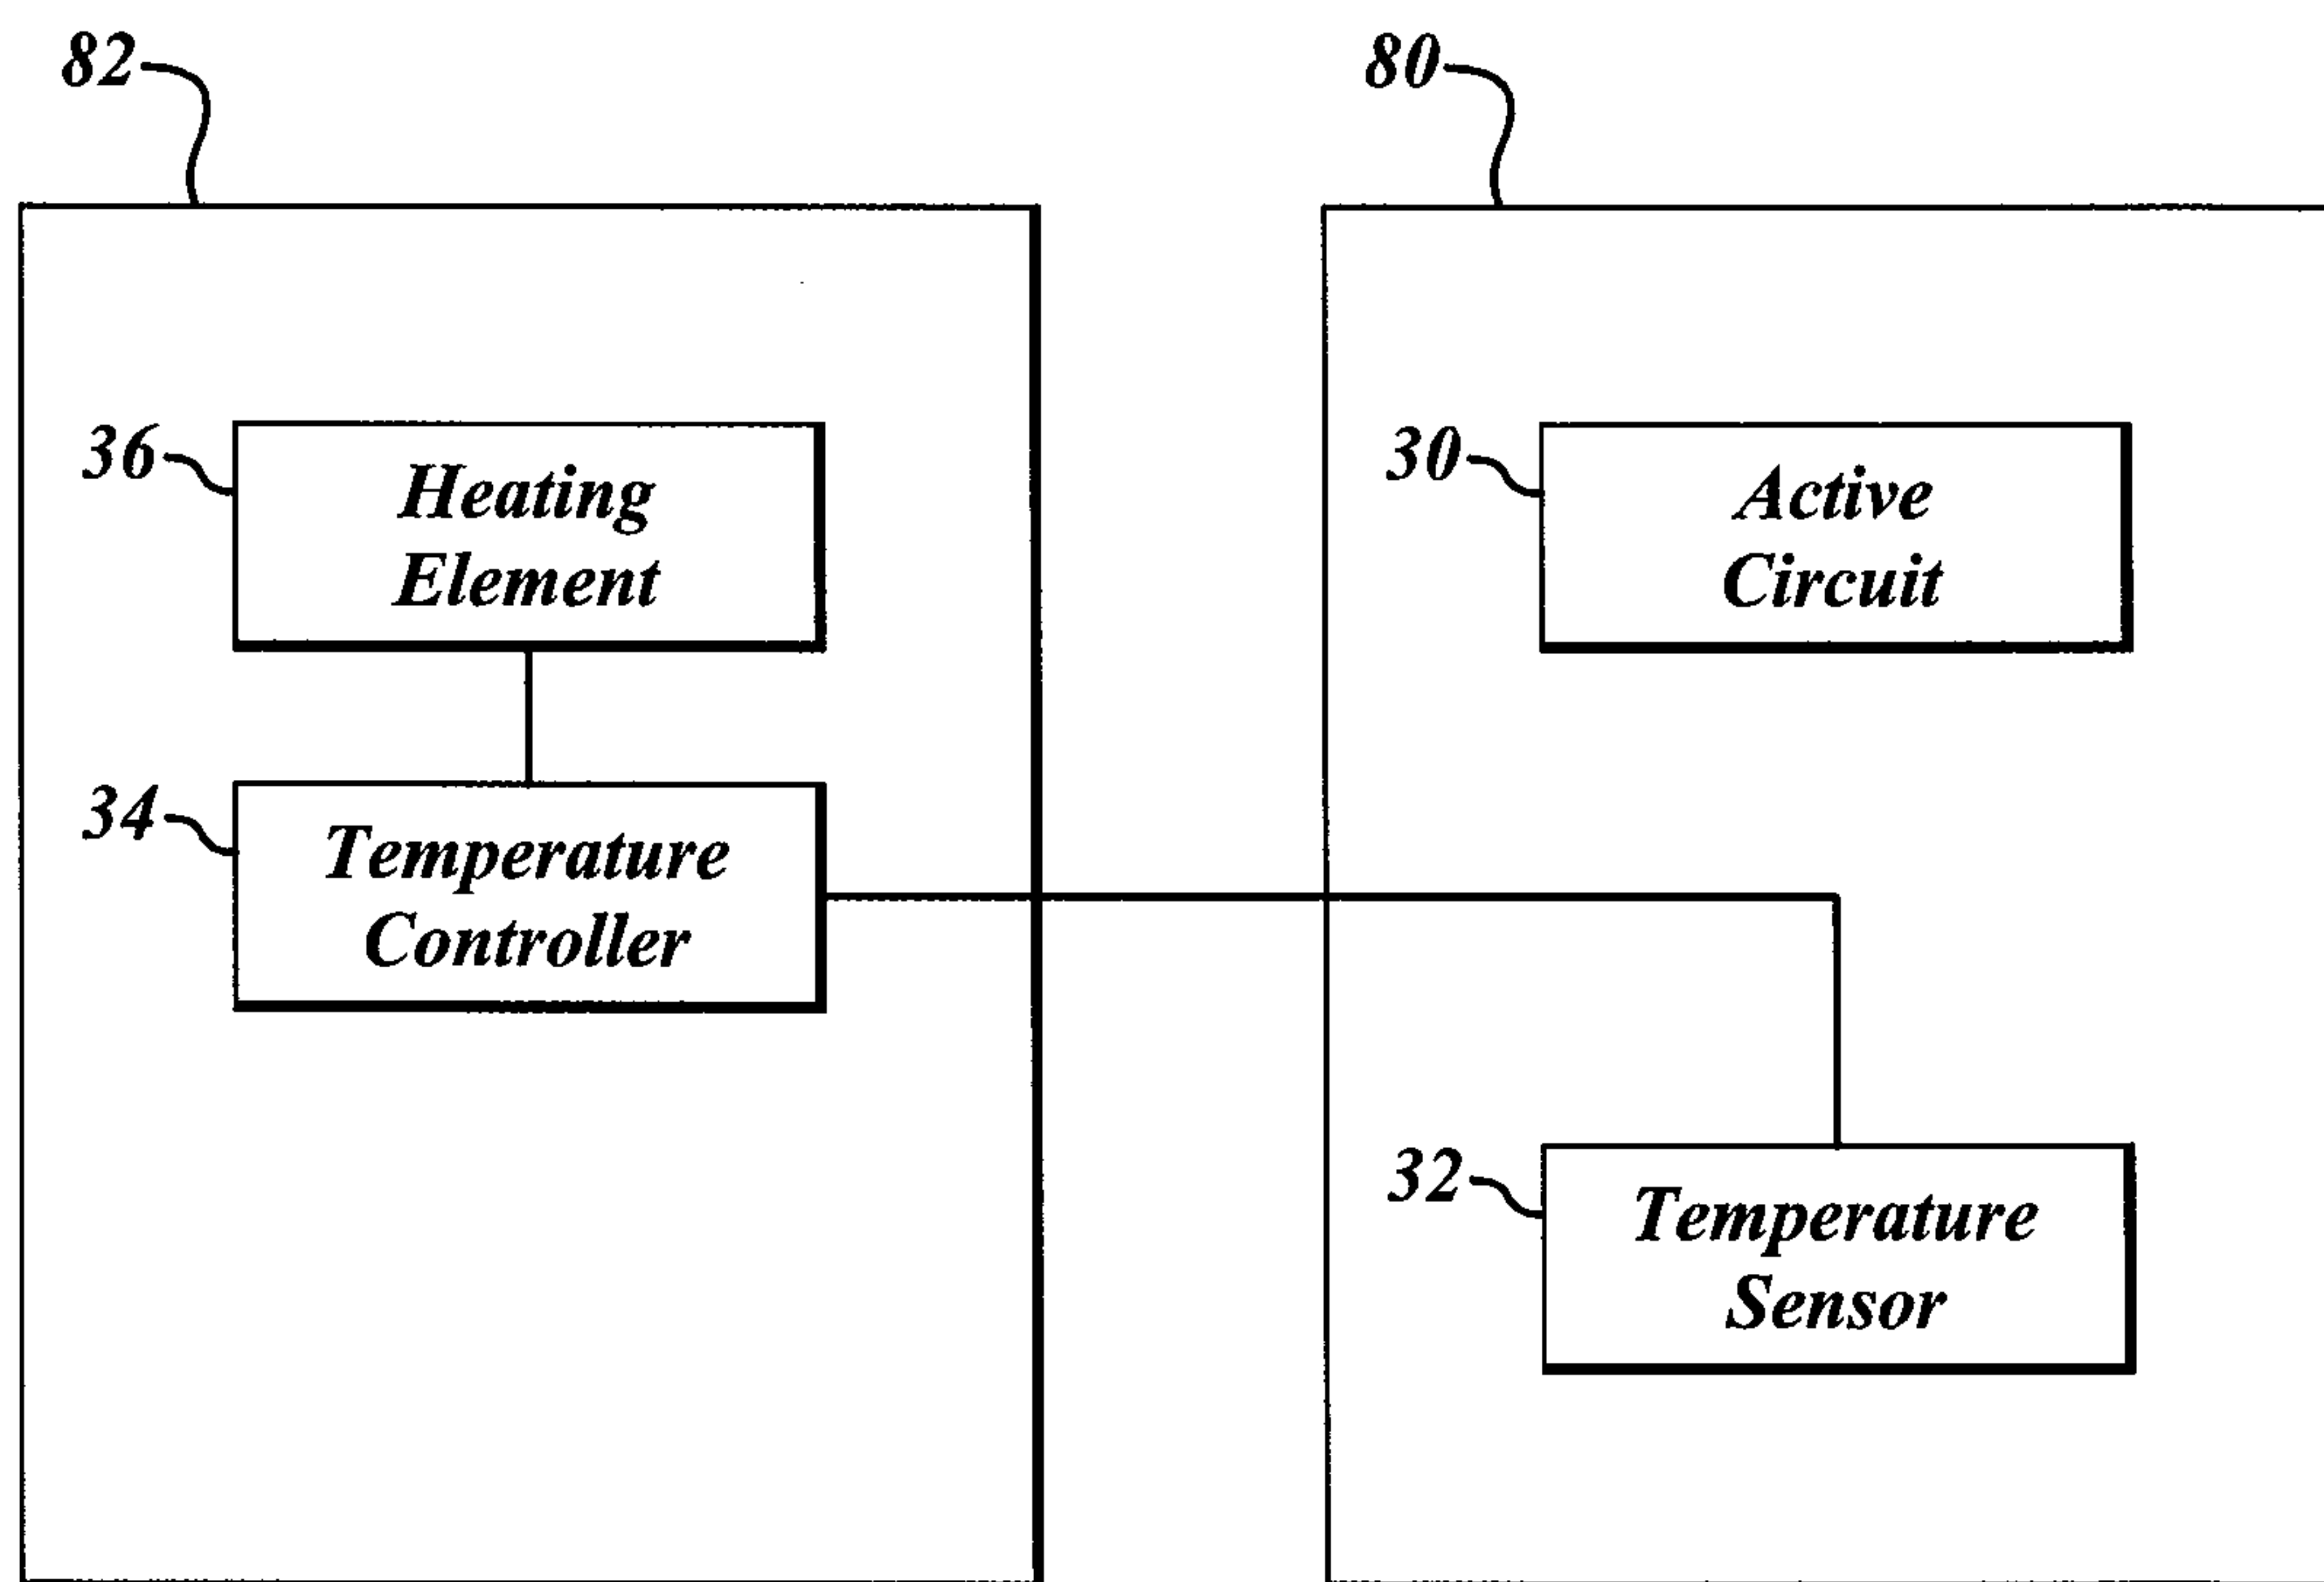 82
80
36
Heating
Element
30
Active
Circuit
34
Temperature
Controller
32
Temperature
Sensor